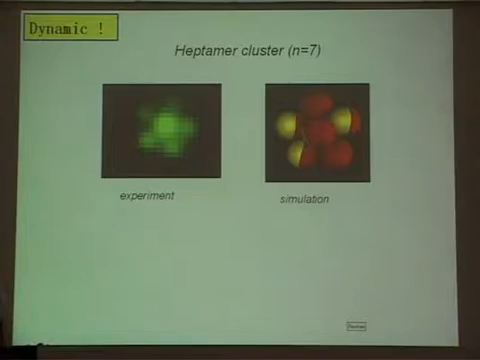 Dynamic !
Heptamer cluster (n=7)
experiment
simulation